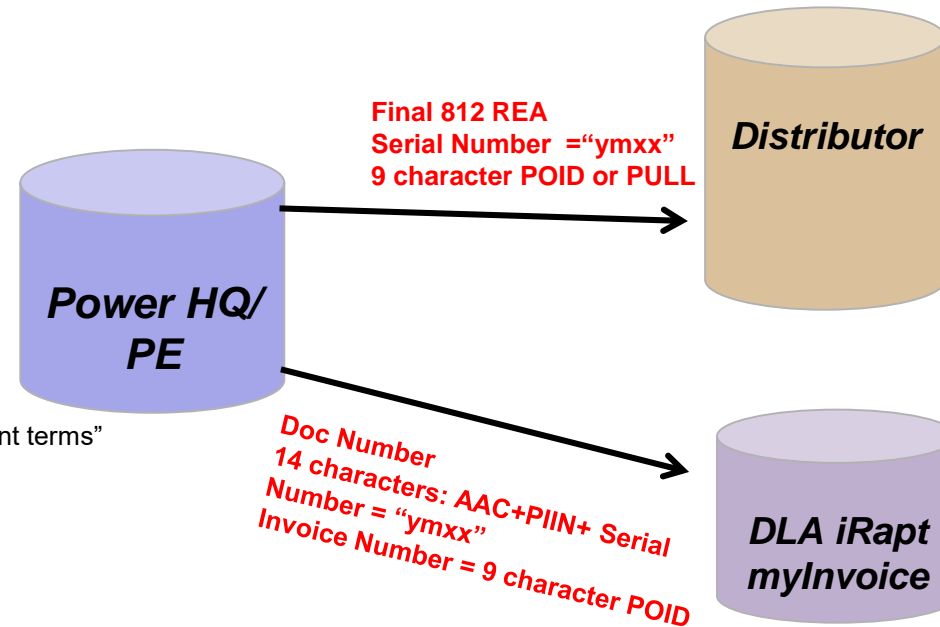 Final 812 REA
Serial Number =“ymxx”
9 character POID or PULL
Distributor
Power HQ/
PE
nt terms”
Doc Number
14 characters: AAC+PIIN+ Serial
Number = “ymxx”
Invoice Number = 9 character POID
DLA iRapt
myInvoice